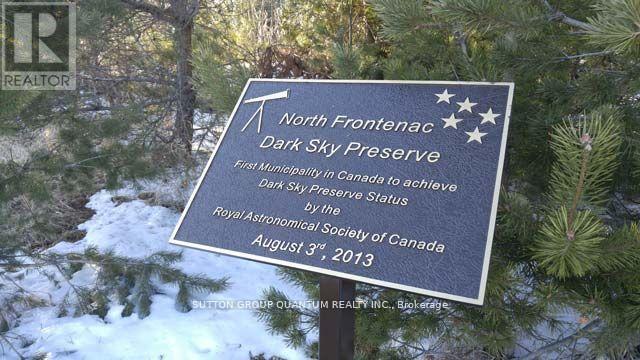 R
REALTOR
North Frontenac
Dark Sky Preserve
First Municipality in Canada to achieve
Dark Sky Preserve Status
by the
Royal Astronomical Society of Canada
August 3rd, 2013
SUTTON GROUP QUANTUM REALTY INC., Brokerage